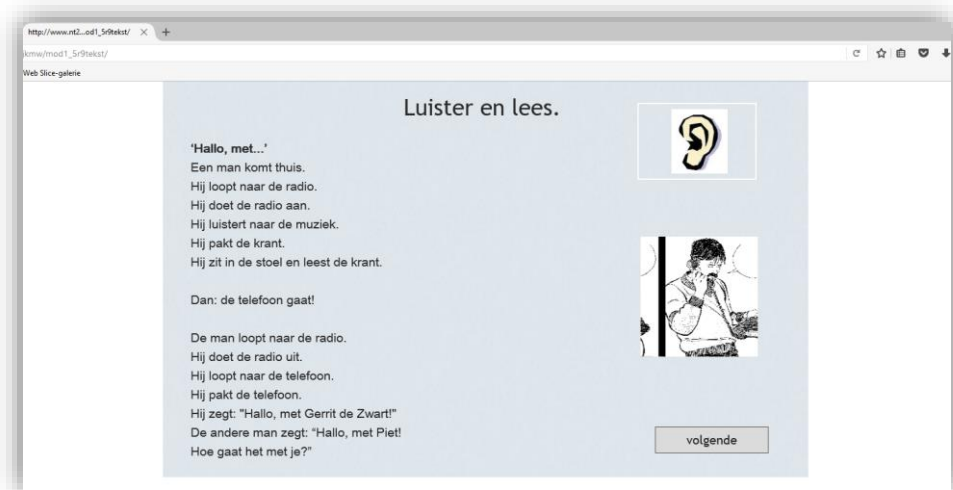 http://www.nt2...od1_5r9tekst/
jkmw/mod1_5r9tekst/
Web Slice-galerie
Luister en lees.
‘Hallo, met...’
Een man komt thuis.
Hij loopt naar de radio.
Hij doet de radio aan.
Hij luistert naar de muziek.
Hij pakt de krant.
Hij zit in de stoel en leest de krant.
Dan: de telefoon gaat!
De man loopt naar de radio.
Hij doet de radio uit.
Hij loopt naar de telefoon.
Hij pakt de telefoon.
Hij zegt: "Hallo, met Gerrit de Zwart!"
De andere man zegt: “Hallo, met Piet!
Hoe gaat het met je?”
volgende